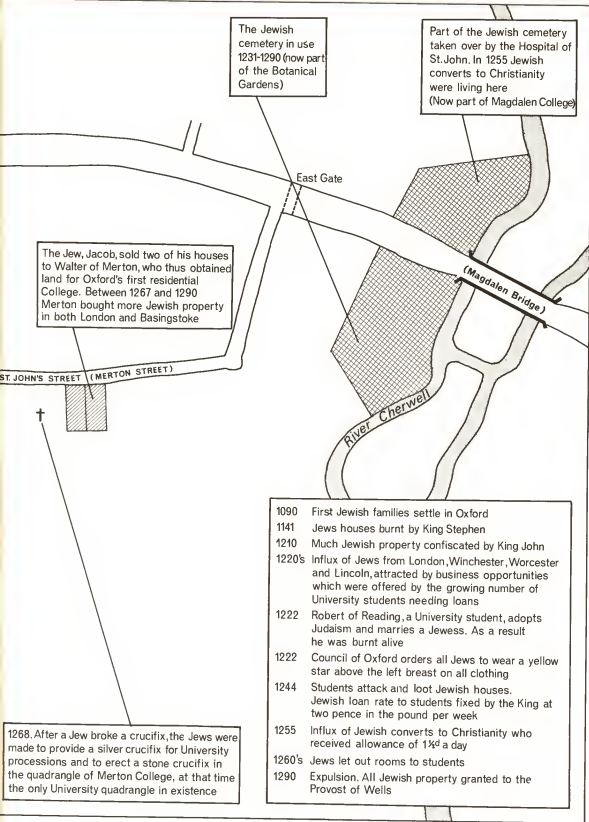 The Jewish
cemetery in use
1231-1290 (now part
of the Botanical
Gardens)
Part of the Jewish cemetery
taken over by the Hospital of
St.John. In 1255 Jewish
converts to Christianity
were living here
(Now part of Magdalen College)
East Gate
The Jew, Jacob, sold two of his houses
to Walter of Merton, who thus obtained
land for Oxford's first residential
College. Between 1267 and 1290
Merton bought more Jewish property
in both London and Basingstoke
(Magdalen Bridge)
ST. JOHN'S STREET (MERTON STREET)
River Cherwell
1090 First Jewish families settle in Oxford
1141 Jews houses burnt by King Stephen
1210 Much Jewish property confiscated by King John
1220's Influx of Jews from London, Winchester, Worcester
and Lincoln, attracted by business opportunities
which were offered by the growing number of
University students needing loans
1222 Robert of Reading, a University student, adopts
Judaism and marries a Jewess. As a result
he was burnt alive
1222 Council of Oxford orders all Jews to wear a yellow
star above the left breast on all clothing
1244 Students attack and loot Jewish houses.
Jewish loan rate to students fixed by the King at
two pence in the pound per week
1255 Influx of Jewish converts to Christianity who
received allowance of 1½d a day
1260's Jews let out rooms to students
1290 Expulsion. All Jewish property granted to the
Provost of Wells
1268. After a Jew broke a crucifix, the Jews were
made to provide a silver crucifix for University
processions and to erect a stone crucifix in
the quadrangle of Merton College, at that time
the only University quadrangle in existence